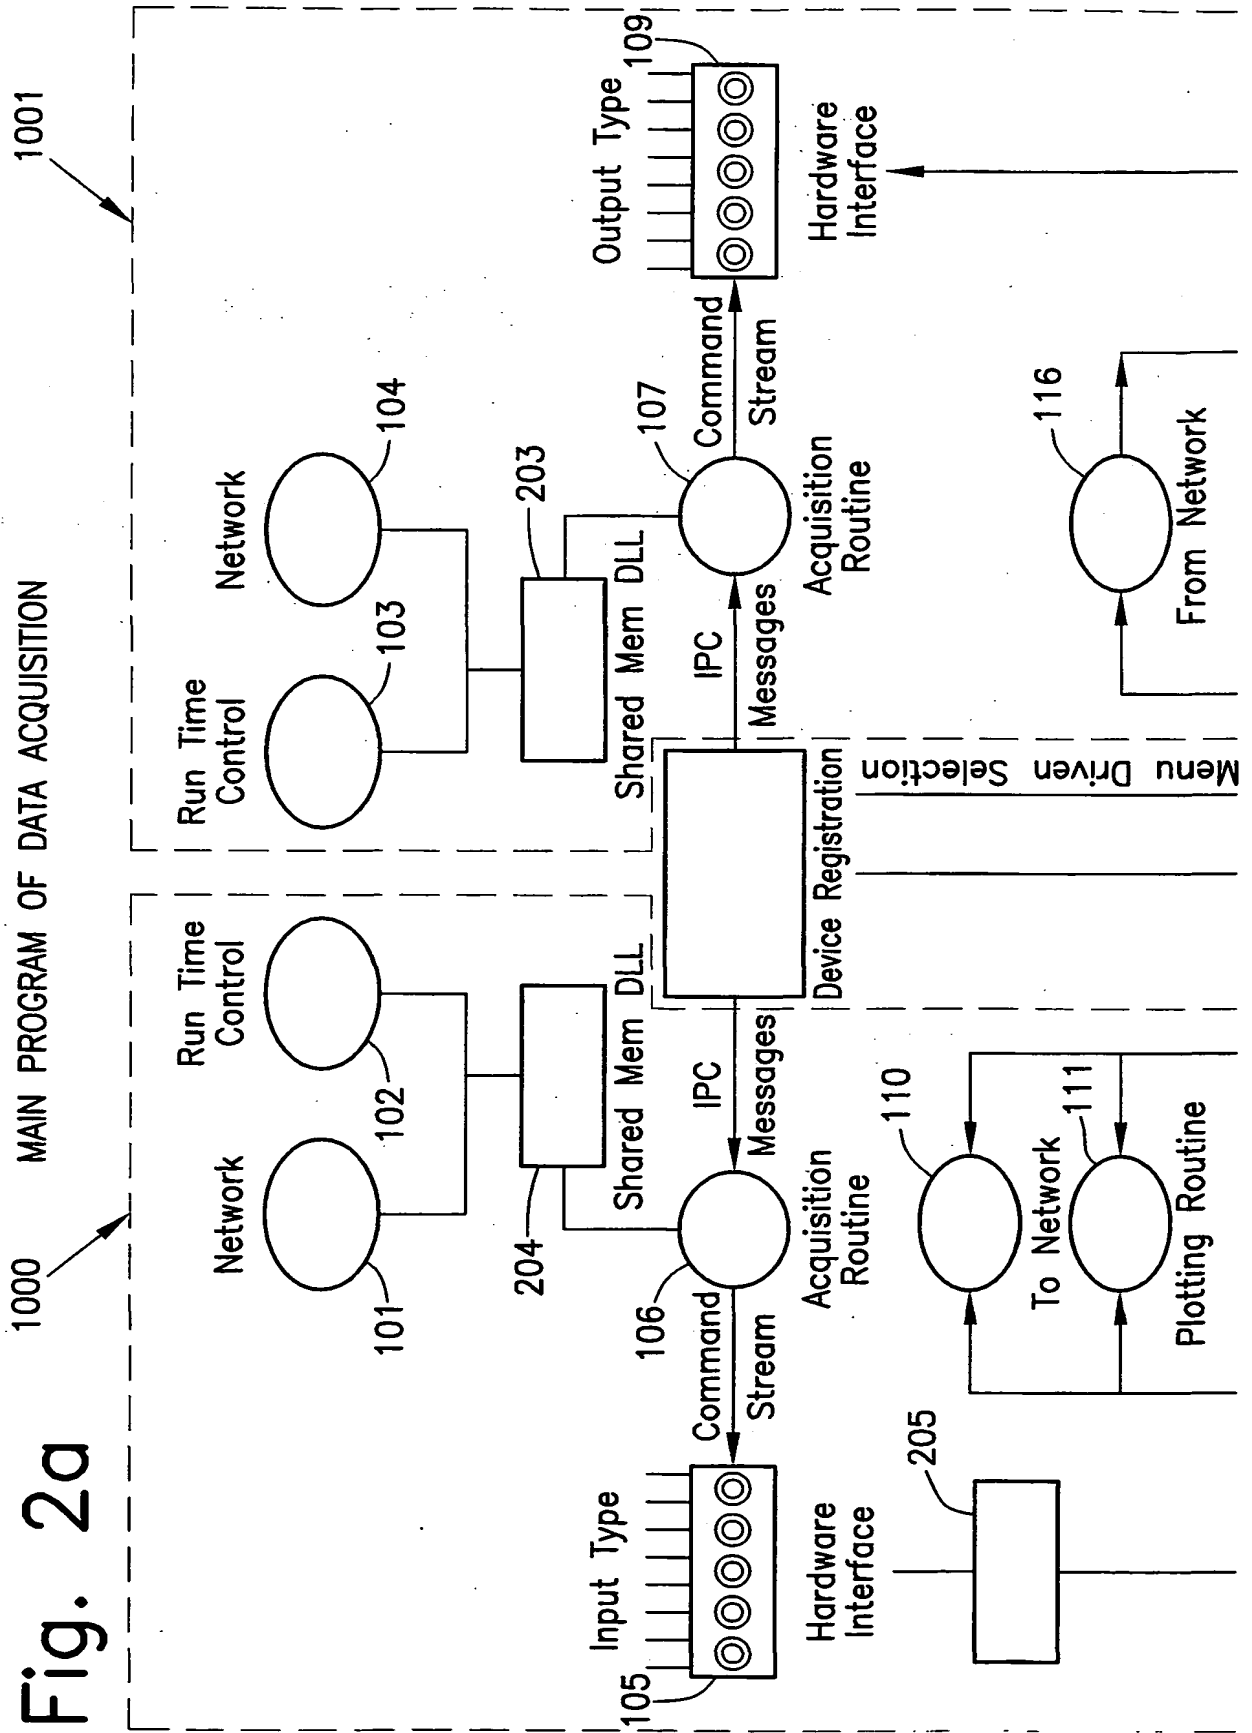 Fig. 2a
MAIN PROGRAM OF DATA ACQUISITION
1000
1001
Network
101
Run Time
Control
102
Run Time
Control
103
Network
104
204
Shared Mem DLL
203
Shared Mem DLL
Input Type
105
Hardware
Interface
Command
Stream
106
Acquisition
Routine
IPC
Messages
Device Registration
IPC
Messages
107
Acquisition
Routine
Command
Stream
Output Type
109
Hardware
Interface
205
110
To Network
111
Plotting Routine
Menu Driven Selection
116
From Network